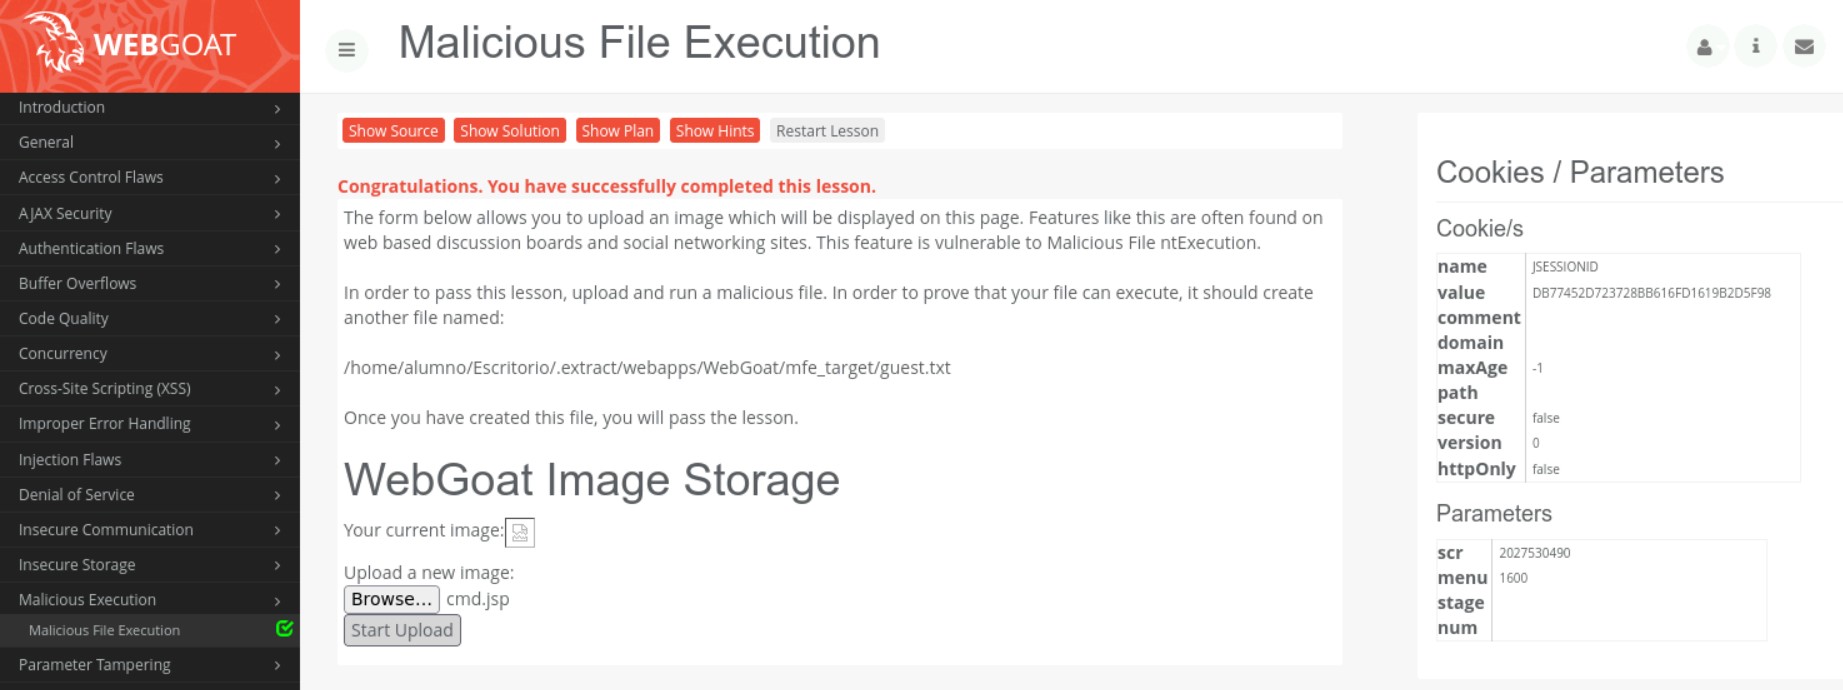 WEBGOAT
Malicious File Execution
Introduction
General
Access Control Flaws
AJAX Security
Authentication Flaws
Buffer Overflows
Code Quality
Concurrency
Cross-Site Scripting (XSS)
Improper Error Handling
Injection Flaws
Denial of Service
Insecure Communication
Insecure Storage
Malicious Execution
Malicious File Execution
Parameter Tampering
Show Source Show Solution Show Plan Show Hints Restart Lesson
Congratulations. You have successfully completed this lesson.
The form below allows you to upload an image which will be displayed on this page. Features like this are often found on
web based discussion boards and social networking sites. This feature is vulnerable to Malicious File ntExecution.
In order to pass this lesson, upload and run a malicious file. In order to prove that your file can execute, it should create
another file named:
/home/alumno/Escritorio/.extract/webapps/WebGoat/mfe_target/guest.txt
Once you have created this file, you will pass the lesson.
WebGoat Image Storage
Your current image:
Upload a new image:
Browse... cmd.jsp
Start Upload
Cookies / Parameters
Cookie/s
name JSESSIONID
value DB77452D723728BB616FD1619B2D5F98
comment
domain
maxAge -1
path
secure false
version 0
httpOnly false
Parameters
scr 2027530490
menu 1600
stage
num